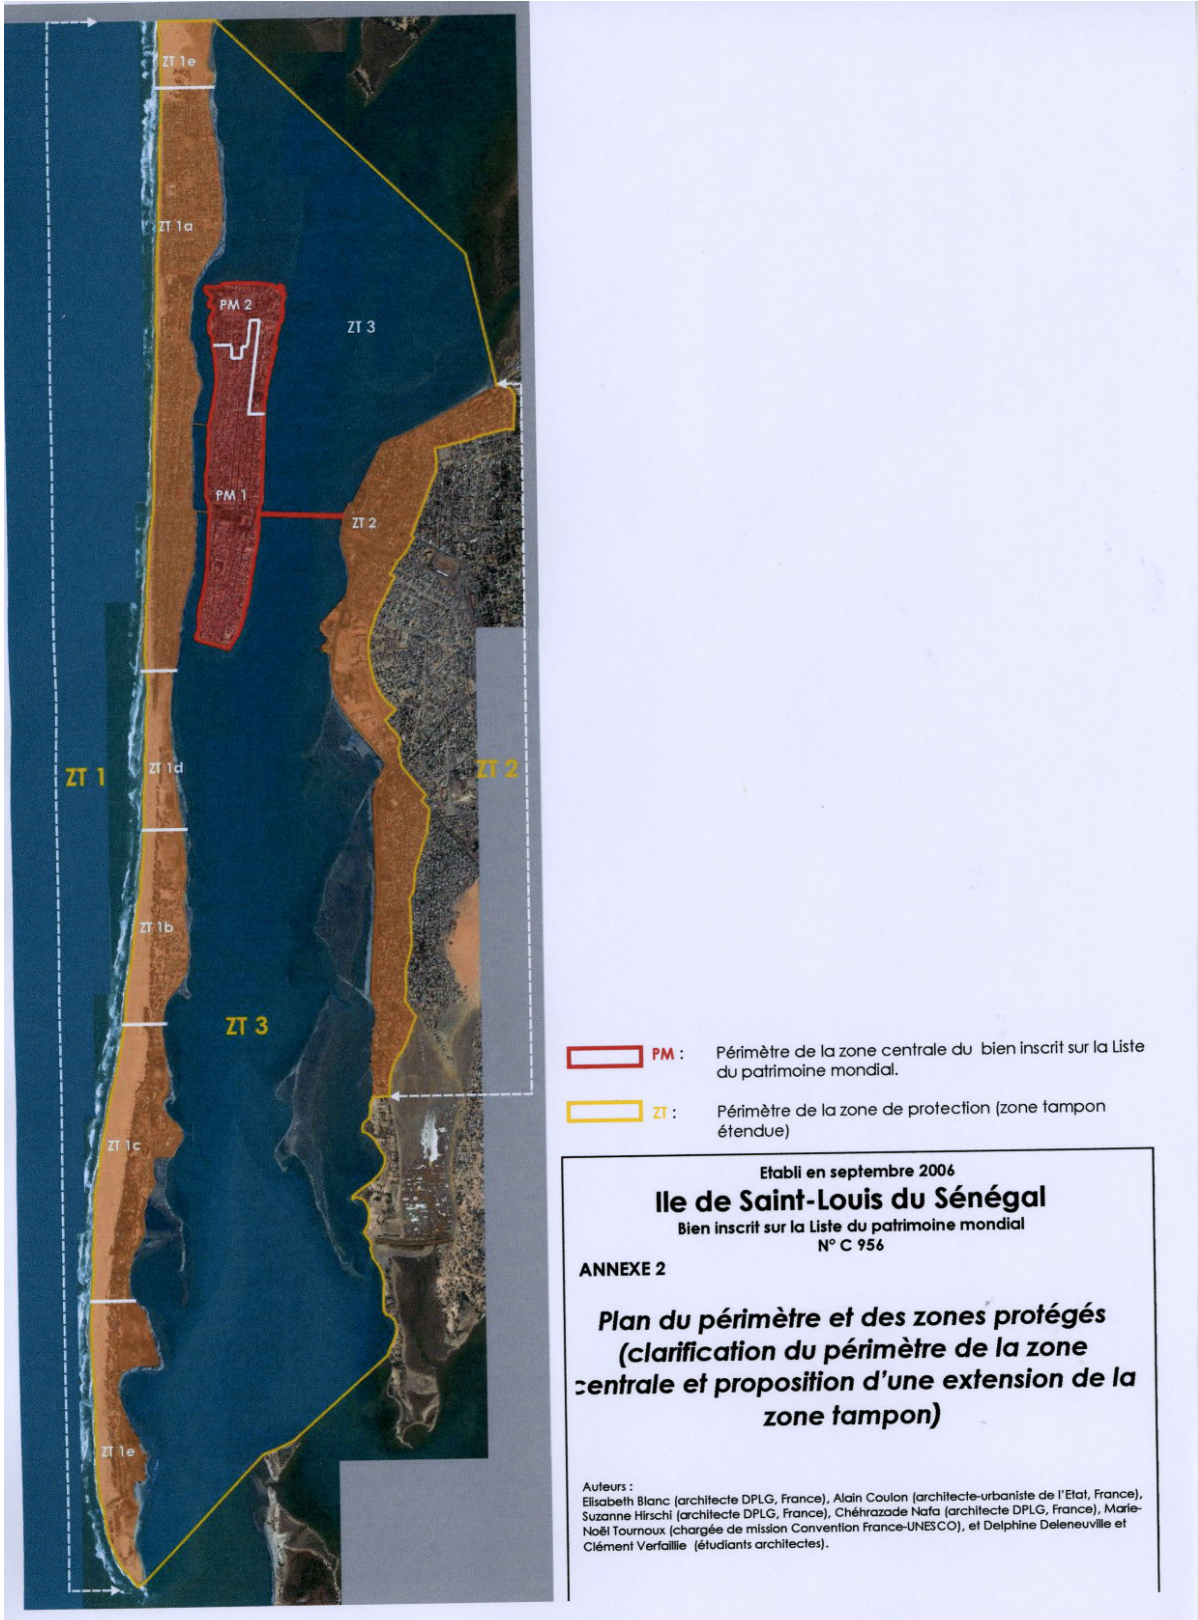 ZT 1e
ZT 1a
PM 2
ZT 3
PM 1
ZT 2
ZT 1
ZT 1d
ZT 2
ZT 1b
ZT 3
ZT 1c
ZT 1e
PM :
Périmètre de la zone centrale du bien inscrit sur la Liste
du patrimoine mondial.
ZT :
Périmètre de la zone de protection (zone tampon
étendue)
Etabli en septembre 2006
Ile de Saint-Louis du Sénégal
Bien inscrit sur la Liste du patrimoine mondial
N° C 956
ANNEXE 2
Plan du périmètre et des zones protégés
(clarification du périmètre de la zone
centrale et proposition d'une extension de la
zone tampon)
Auteurs :
Elisabeth Blanc (architecte DPLG, France), Alain Coulon (architecte-urbaniste de l'Etat, France),
Suzanne Hirschi (architecte DPLG, France), Chéhrazade Nafa (architecte DPLG, France), Marie-
Noël Tournoux (chargée de mission Convention France-UNESCO), et Delphine Deleneuville et
Clément Verfaillie (étudiants architectes).